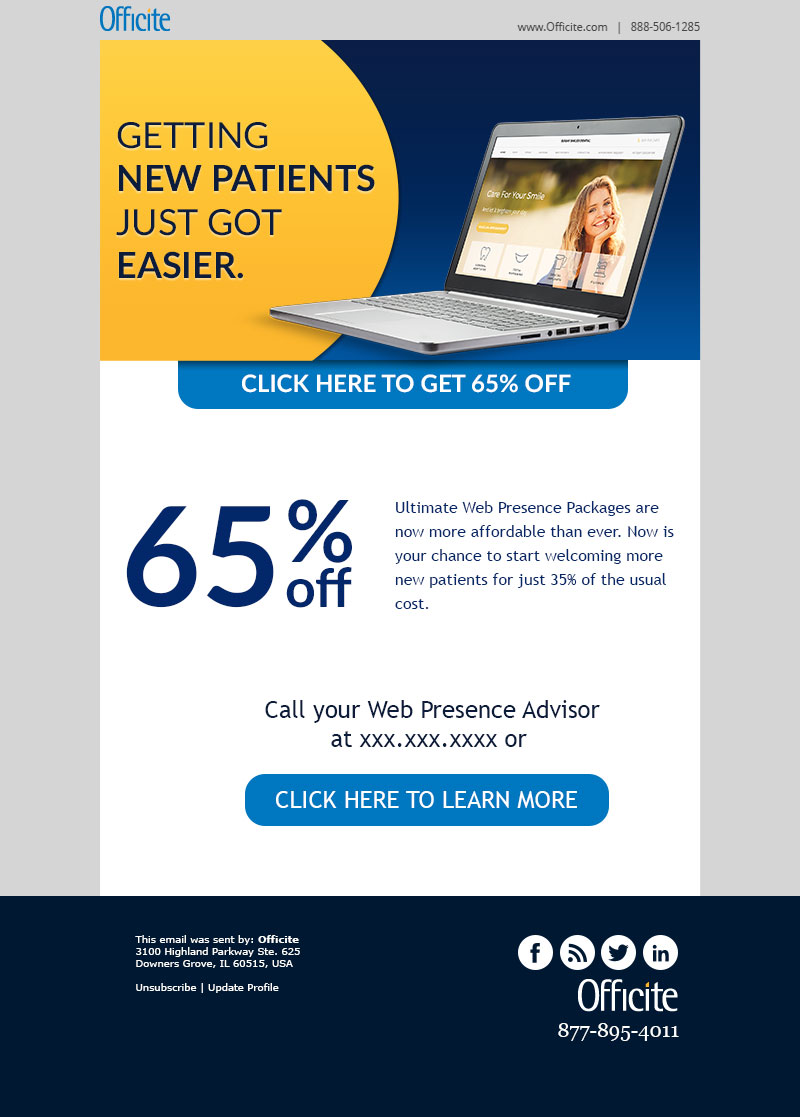 Officite
www.Officite.com | 888-506-1285
GETTING
NEW PATIENTS
JUST GOT
EASIER.
Care For Your Smile
CLICK HERE TO GET 65% OFF
65%
off
Ultimate Web Presence Packages are
now more affordable than ever. Now is
your chance to start welcoming more
new patients for just 35% of the usual
cost.
Call your Web Presence Advisor
at xxx.xxx.xxxx or
CLICK HERE TO LEARN MORE
This email was sent by: Officite
3100 Highland Parkway Ste. 625
Downers Grove, IL 60515, USA
Unsubscribe | Update Profile
Officite
877-895-4011